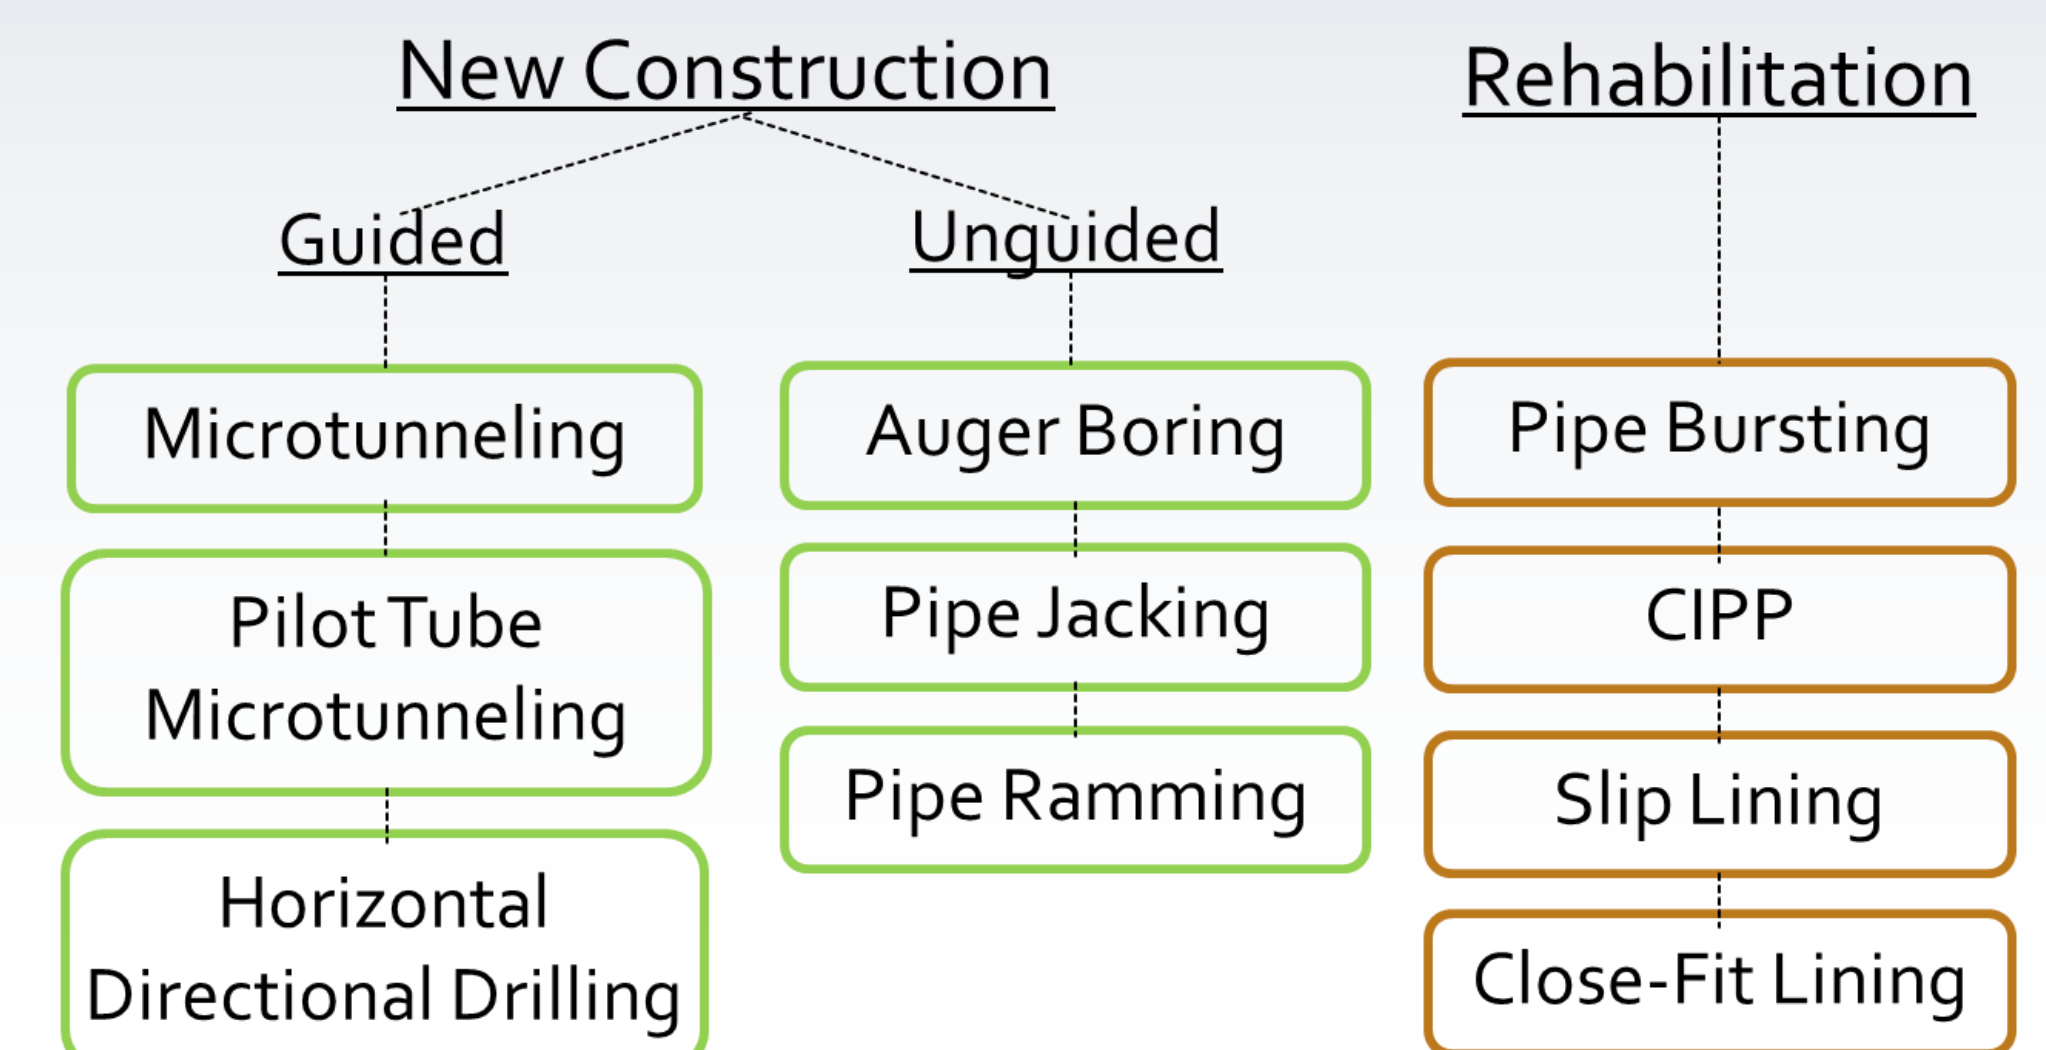 New Construction
Rehabilitation
Guided
Unguided
Microtunneling
Pilot Tube
Microtunneling
Horizontal
Directional Drilling
Auger Boring
Pipe Jacking
Pipe Ramming
Pipe Bursting
CIPP
Slip Lining
Close-Fit Lining